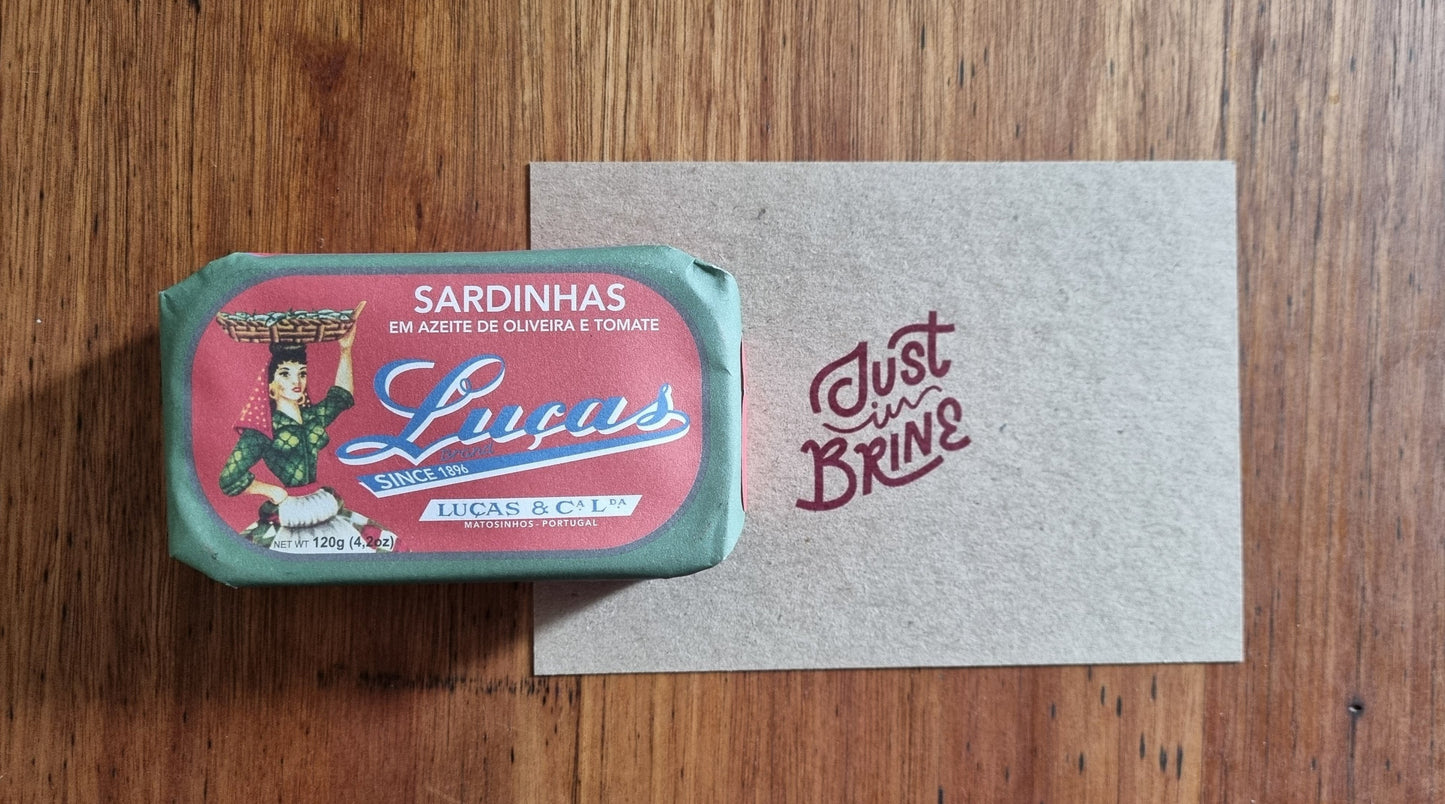 SARDINHAS
EM AZEITE DE OLIVEIRA E TOMATE
Luças
Brand
SINCE 1896
LUÇAS & Cª. Lᴰᴬ.
MATOSINHOS - PORTUGAL
NET WT 120g (4,2oz)
Just
in
BRINE